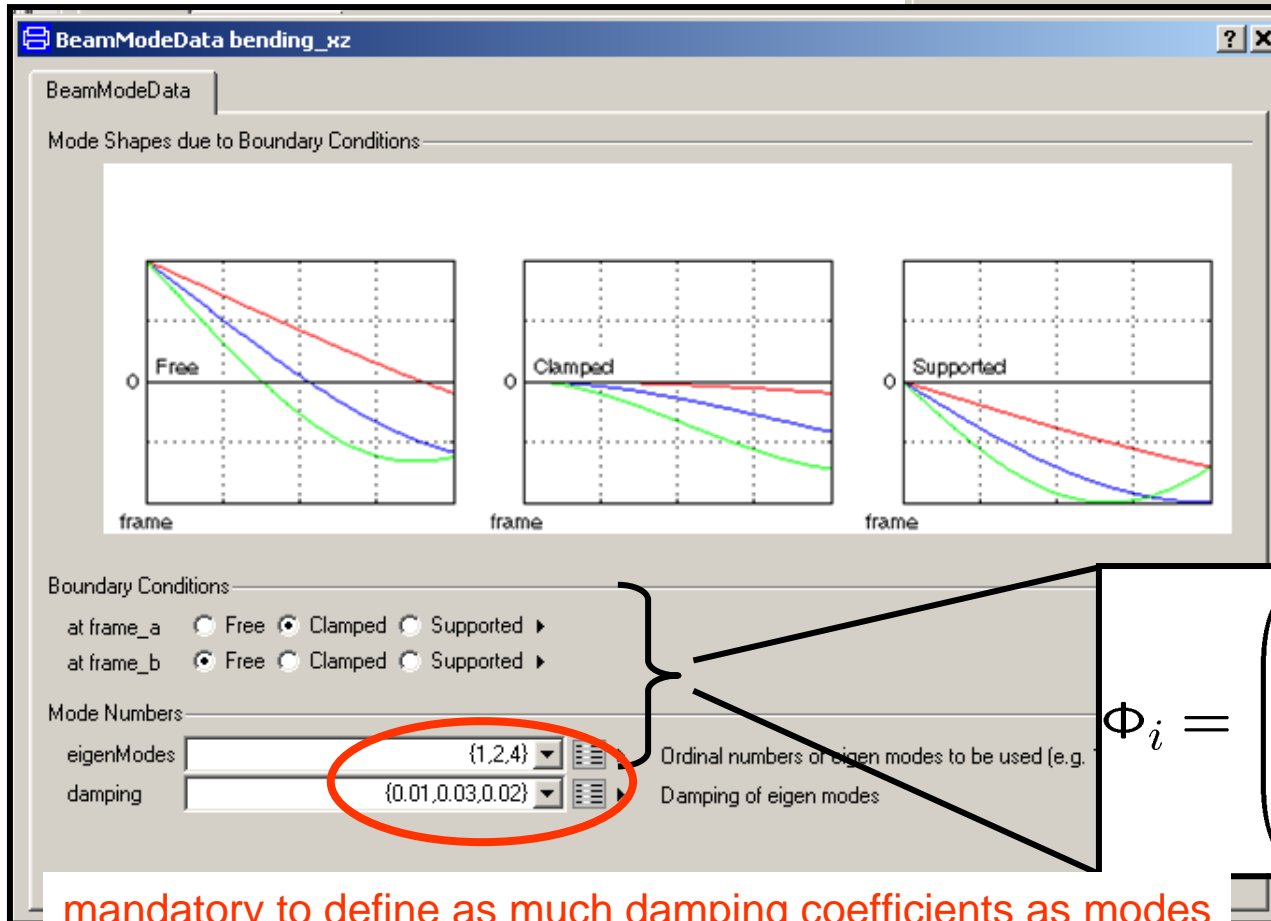 BeamModeData bending_xz
BeamModeData
Mode Shapes due to Boundary Conditions
Free
0
frame
Clamped
0
frame
Supported
0
frame
Boundary Conditions
at frame_a Free Clamped Supported
at frame_b Free Clamped Supported
Mode Numbers
eigenModes {1,2,4} Ordinal numbers of eigen modes to be used (e.g.
damping {0.01,0.03,0.02} Damping of eigen modes
Φi = (
mandatory to define as much damping coefficients as modes